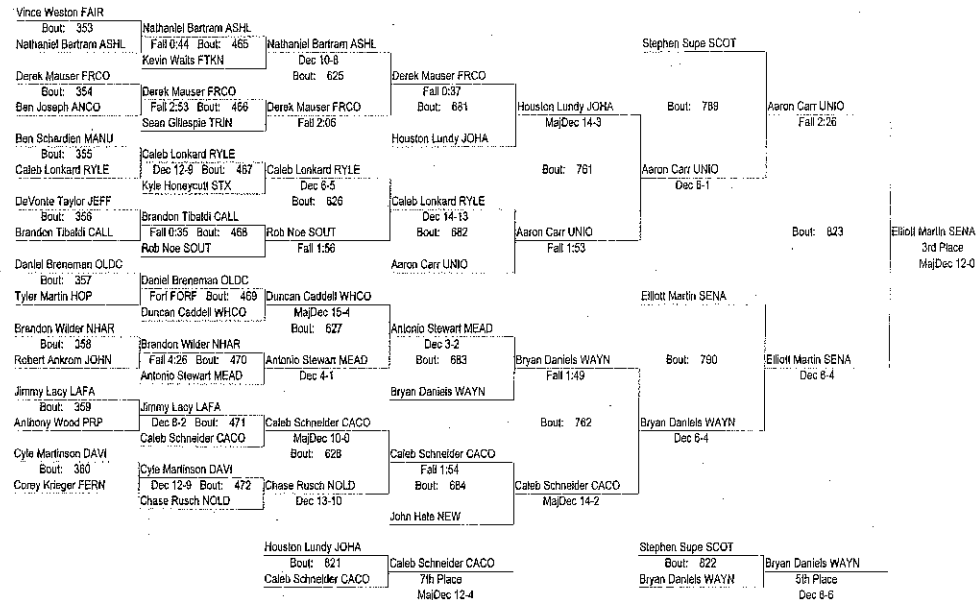 Vince Weston FAIR
Bout: 353
Nathaniel Bartram ASHL
Derek Mauser FRCO
Bout: 354
Ben Joseph ANCO
Ben Schardien MANU
Bout: 355
Caleb Lonkard RYLE
DeVonte Taylor JEFF
Bout: 356
Brandon Tibaldi CALL
Daniel Breneman OLDC
Bout: 357
Tyler Martin HOP
Brandon Wilder NHAR
Bout: 358
Robert Ankrom JOHN
Jimmy Lacy LAFA
Bout: 359
Anthony Wood PRP
Cyle Martinson DAVI
Bout: 360
Corey Krieger FERN
Nathaniel Bartram ASHL
Fall 0:44 Bout: 465
Kevin Waits FTKN
Derek Mauser FRCO
Fall 2:53 Bout: 466
Sean Gillespie TRIN
Caleb Lonkard RYLE
Dec 12-9 Bout: 467
Kyle Honeycutt STX
Brandon Tibaldi CALL
Fall 0:35 Bout: 468
Rob Noe SOUT
Daniel Breneman OLDC
Forf FORF Bout: 469
Duncan Caddell WHCO
Brandon Wilder NHAR
Fall 4:26 Bout: 470
Antonio Stewart MEAD
Jimmy Lacy LAFA
Dec 8-2 Bout: 471
Caleb Schneider CACO
Cyle Martinson DAVI
Dec 12-9 Bout: 472
Chase Rusch NOLD
Nathaniel Bartram ASHL
Dec 10-8
Bout: 625
Derek Mauser FRCO
Fall 2:06
Caleb Lonkard RYLE
Dec 6-5
Bout: 626
Rob Noe SOUT
Fall 1:56
Duncan Caddell WHCO
MajDec 15-4
Bout: 627
Antonio Stewart MEAD
Dec 4-1
Caleb Schneider CACO
MajDec 10-0
Bout: 628
Chase Rusch NOLD
Dec 13-10
Derek Mauser FRCO
Fall 0:37
Bout: 681
Houston Lundy JOHA
Caleb Lonkard RYLE
Dec 14-13
Bout: 682
Aaron Carr UNIO
Antonio Stewart MEAD
Dec 3-2
Bout: 683
Bryan Daniels WAYN
Caleb Schneider CACO
Fall 1:54
Bout: 684
John Hate NEW
Houston Lundy JOHA
MajDec 14-3
Bout: 761
Aaron Carr UNIO
Fall 1:53
Bryan Daniels WAYN
Fall 1:49
Bout: 762
Caleb Schneider CACO
MajDec 14-2
Stephen Supe SCOT
Bout: 789
Aaron Carr UNIO
Dec 6-1
Elliott Martin SENA
Bout: 790
Bryan Daniels WAYN
Dec 6-4
Aaron Carr UNIO
Fall 2:26
Bout: 823
Elliott Martin SENA
Dec 6-4
Elliott Martin SENA
3rd Place
MajDec 12-0
Houston Lundy JOHA
Bout: 821
Caleb Schneider CACO
Caleb Schneider CACO
7th Place
MajDec 12-4
Stephen Supe SCOT
Bout: 822
Bryan Daniels WAYN
Bryan Daniels WAYN
5th Place
Dec 8-6